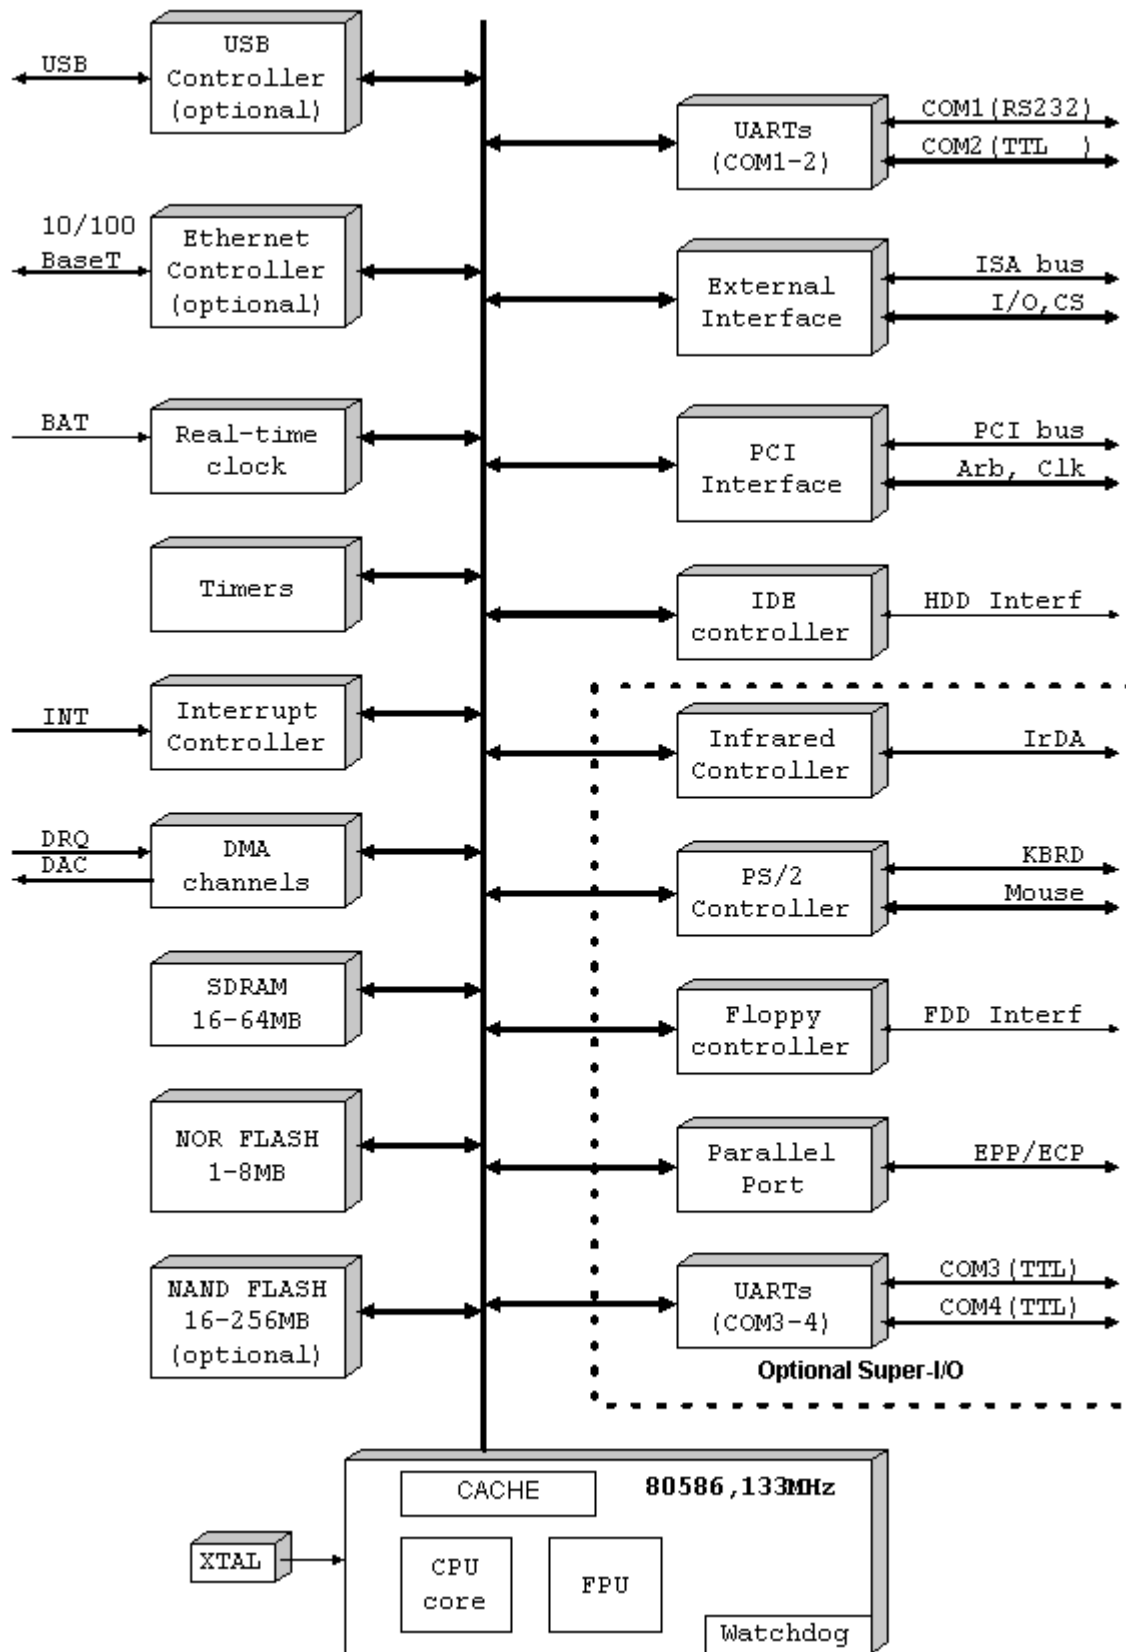 USB
USB
Controller
(optional)
10/100
BaseT
Ethernet
Controller
(optional)
BAT
Real-time
clock
Timers
INT
Interrupt
Controller
DRQ
DAC
DMA
channels
SDRAM
16-64MB
NOR FLASH
1-8MB
NAND FLASH
16-256MB
(optional)
UARTs
(COM1-2)
COM1(RS232)
COM2(TTL )
External
Interface
ISA bus
I/O,CS
PCI
Interface
PCI bus
Arb, Clk
IDE
controller
HDD Interf
Infrared
Controller
IrDA
PS/2
Controller
KBRD
Mouse
Floppy
controller
FDD Interf
Parallel
Port
EPP/ECP
UARTs
(COM3-4)
COM3(TTL)
COM4(TTL)
Optional Super-I/O
CACHE
80586,133MHz
XTAL
CPU
core
FPU
Watchdog